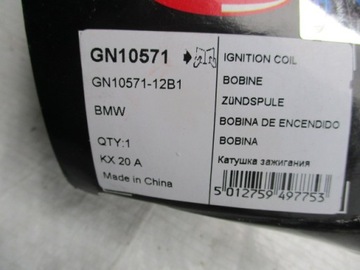 GN10571
GN10571-12B1
BMW
QTY:1
KX 20 A
Made in China
IGNITION COIL
BOBINE
ZÜNDSPULE
BOBINA DE ENCENDIDO
BOBINA
Катушка зажигания
5 012759 497753